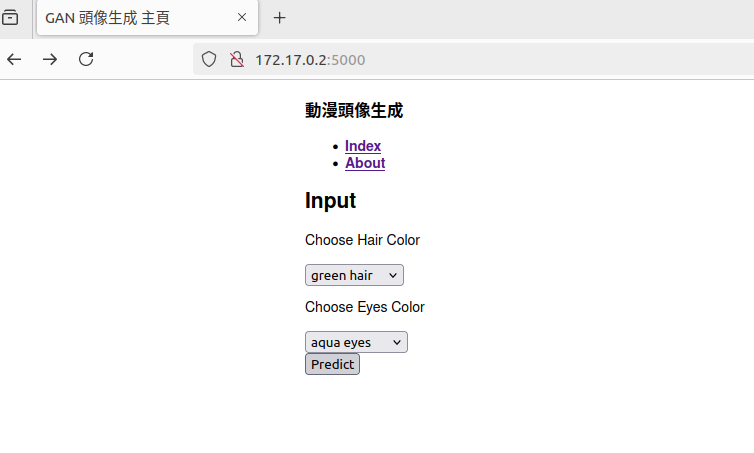 GAN 頭像生成 主頁
172.17.0.2:5000
動漫頭像生成
Index
About
Input
Choose Hair Color
green hair
Choose Eyes Color
aqua eyes
Predict